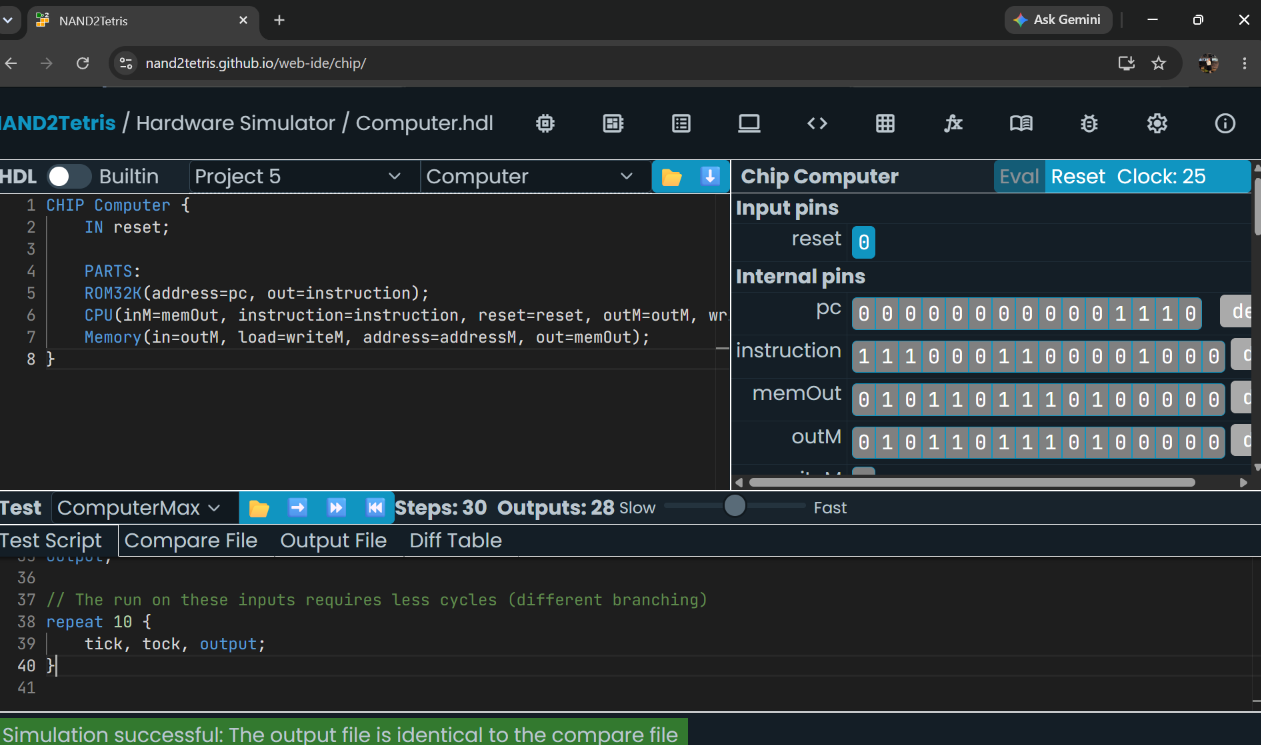 NAND2Tetris
Ask Gemini
nand2tetris.github.io/web-ide/chip/
IAND2Tetris / Hardware Simulator / Computer.hdl
HDL Builtin Project 5 Computer
1 CHIP Computer {
2 IN reset;
3
4 PARTS:
5 ROM32K(address=pc, out=instruction);
6 CPU(inM=memOut, instruction=instruction, reset=reset, outM=outM, wr
7 Memory(in=outM, load=writeM, address=addressM, out=memOut);
8 }
Chip Computer Eval Reset Clock: 25
Input pins
reset 0
Internal pins
pc 0 0 0 0 0 0 0 0 0 0 0 1 1 1 0 de
instruction 1 1 1 0 0 0 1 1 0 0 0 0 1 0 0 0
memOut 0 1 0 1 1 0 1 1 1 0 1 0 0 0 0 0
outM 0 1 0 1 1 0 1 1 1 0 1 0 0 0 0 0
Test ComputerMax Steps: 30 Outputs: 28 Slow Fast
Test Script Compare File Output File Diff Table
35 output;
36
37 // The run on these inputs requires less cycles (different branching)
38 repeat 10 {
39 tick, tock, output;
40 }
41
Simulation successful: The output file is identical to the compare file